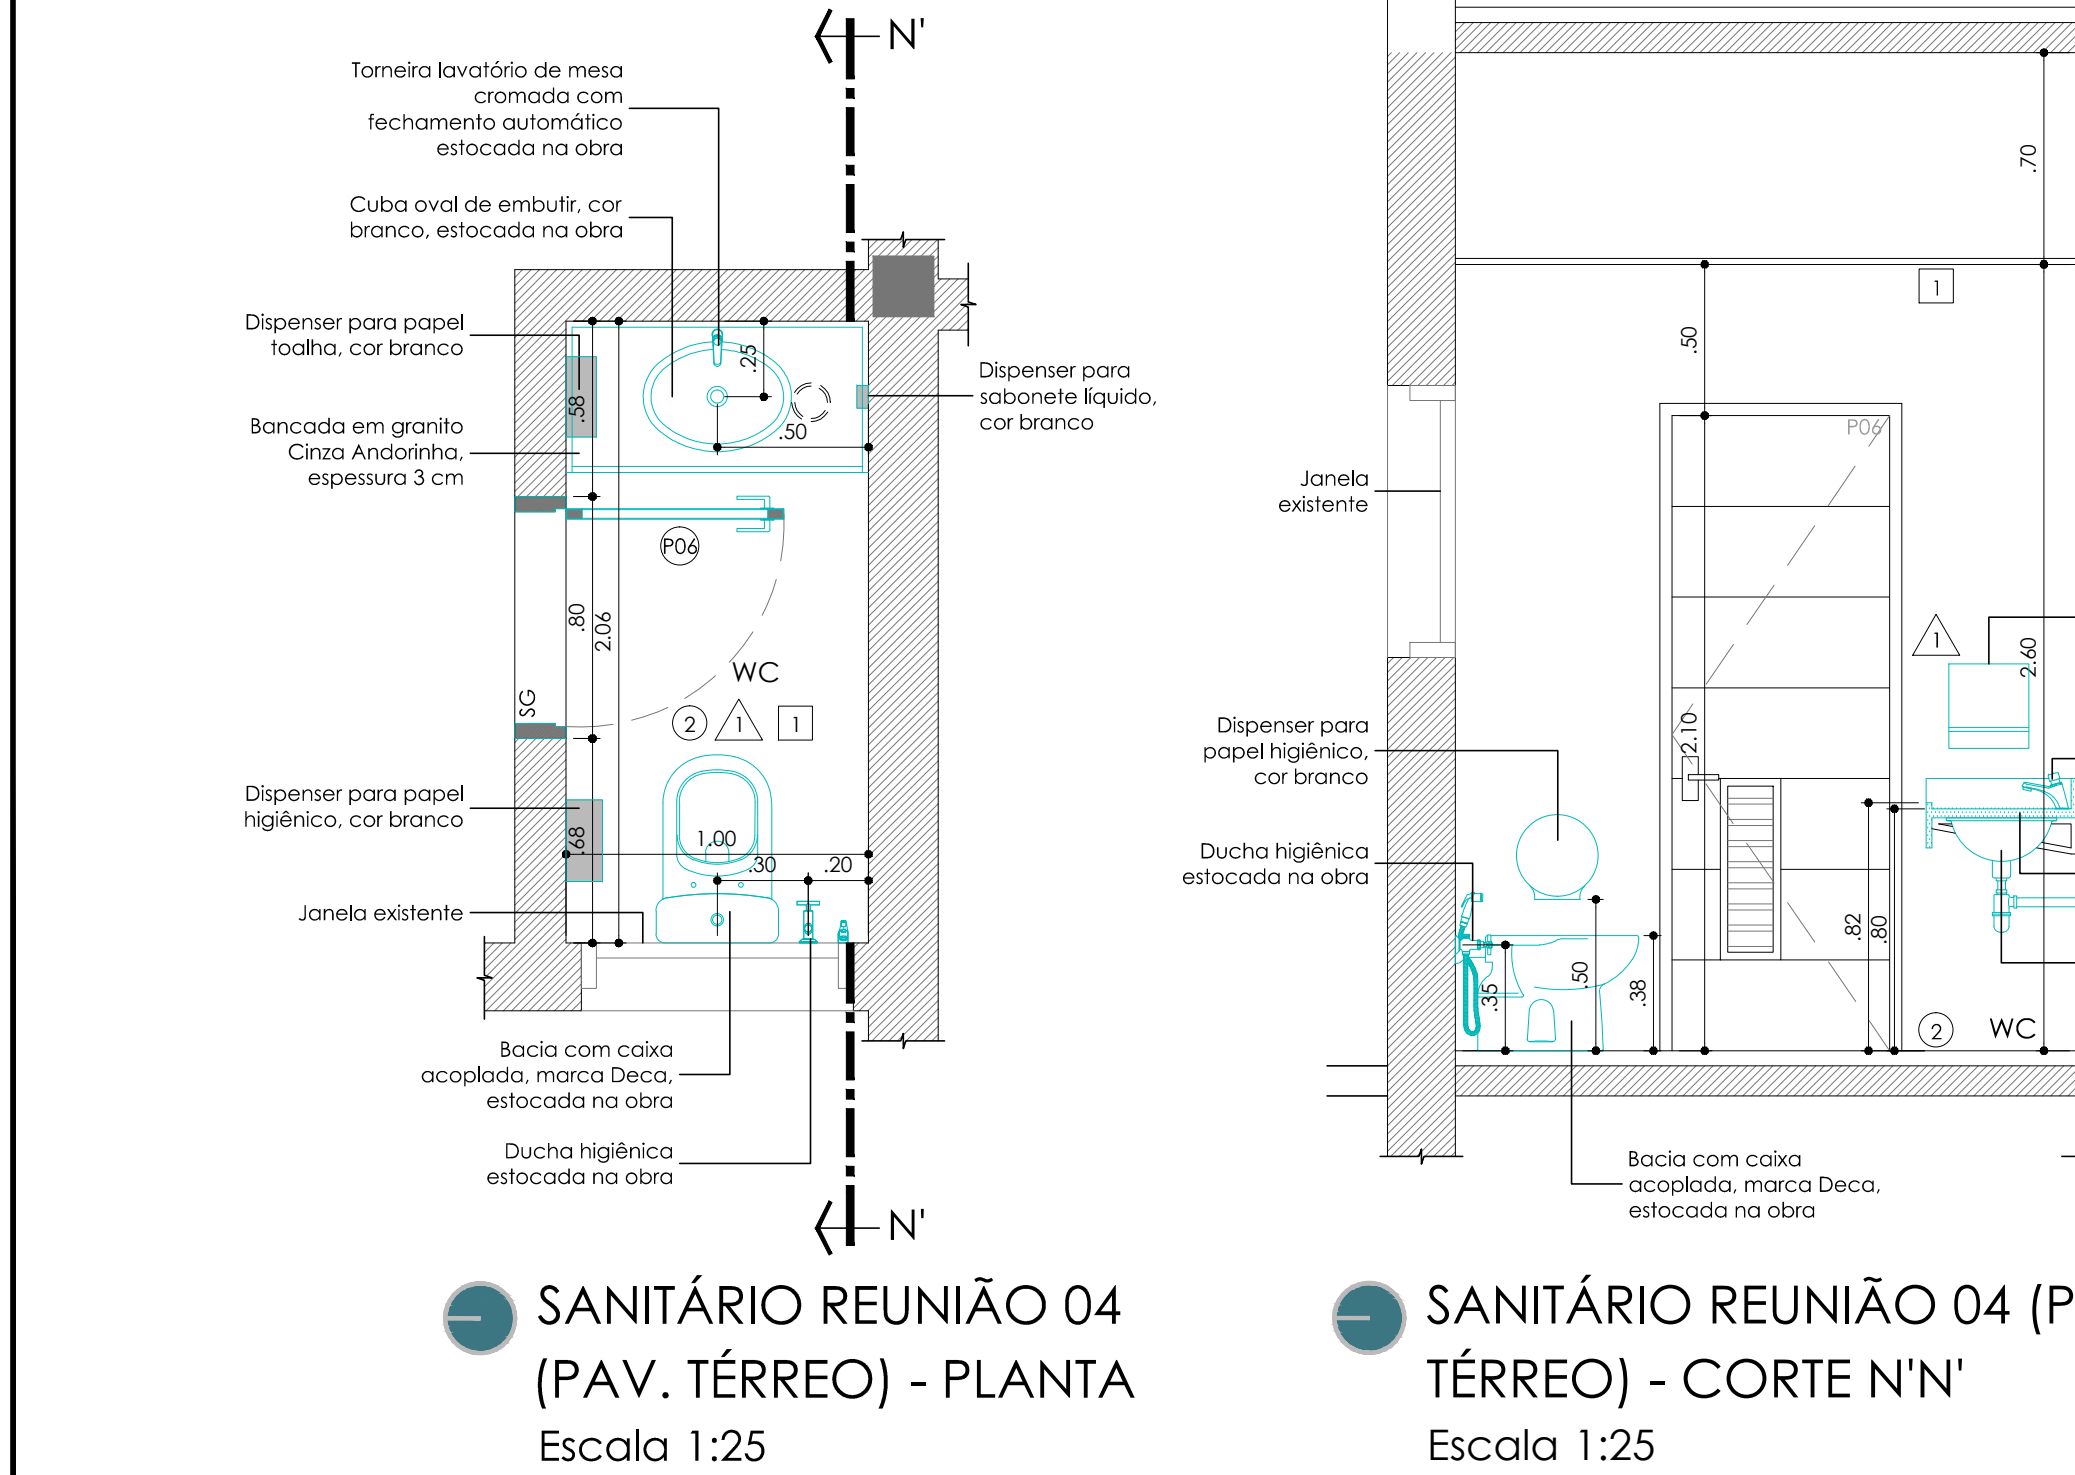 N'
Torneira lavatório de mesa
cromada com
fechamento automático
estocada na obra
Cuba oval de embutir, cor
branco, estocada na obra
Dispenser para papel
toalha, cor branco
Bancada em granito
Cinza Andorinha,
espessura 3 cm
Dispenser para
sabonete líquido,
cor branco
.58
.25
.50
P06
.80
2.06
SG
WC
2
1
1
Dispenser para papel
higiênico, cor branco
.68
1.00
.30
.20
Janela existente
Bacia com caixa
acoplada, marca Deca,
estocada na obra
Ducha higiênica
estocada na obra
N'
SANITÁRIO REUNIÃO 04
(PAV. TÉRREO) - PLANTA
Escala 1:25
.70
1
.50
P06
Janela
existente
1
2.60
2.10
Dispenser para
papel higiênico,
cor branco
Ducha higiênica
estocada na obra
.82
.80
.35
.50
.38
2
WC
Bacia com caixa
acoplada, marca Deca,
estocada na obra
SANITÁRIO REUNIÃO 04 (P
TÉRREO) - CORTE N'N'
Escala 1:25